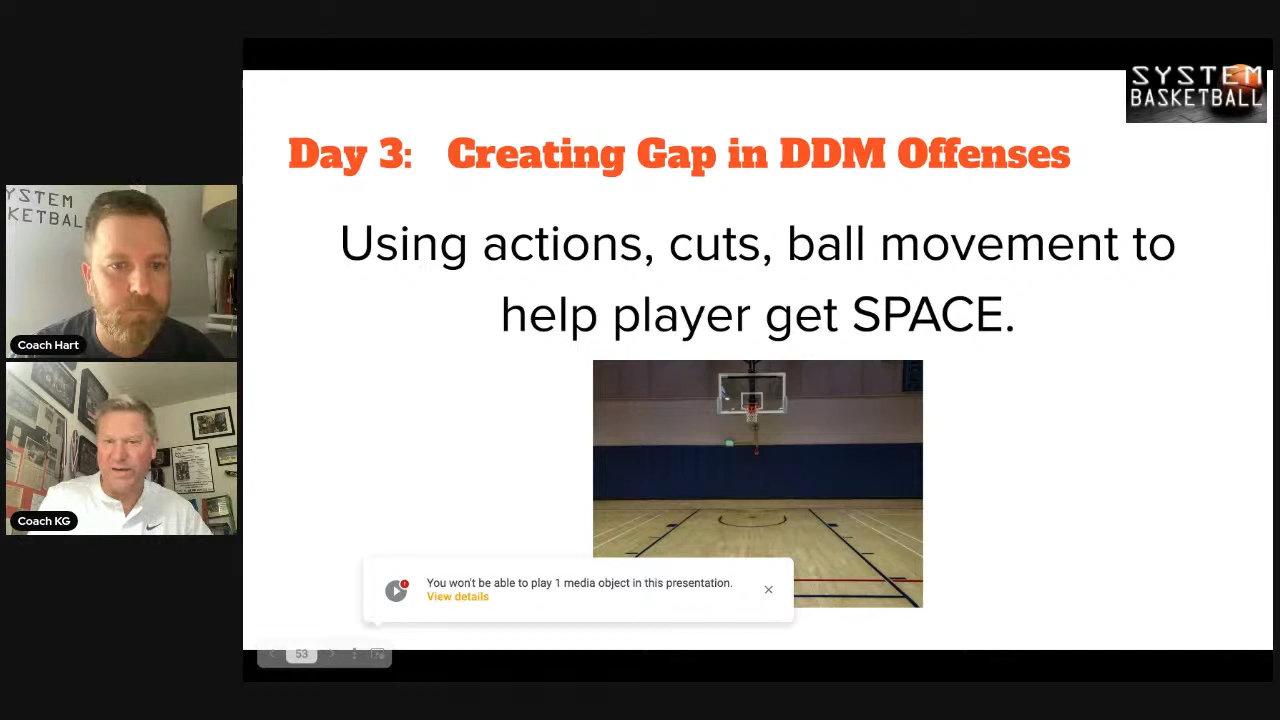 SYSTEM
BASKETBALL
Day 3: Creating Gap in DDM Offenses
Using actions, cuts, ball movement to
help player get SPACE.
YSTEM
KETBAL
Coach Hart
Coach KG
You won't be able to play 1 media object in this presentation.
View details
53